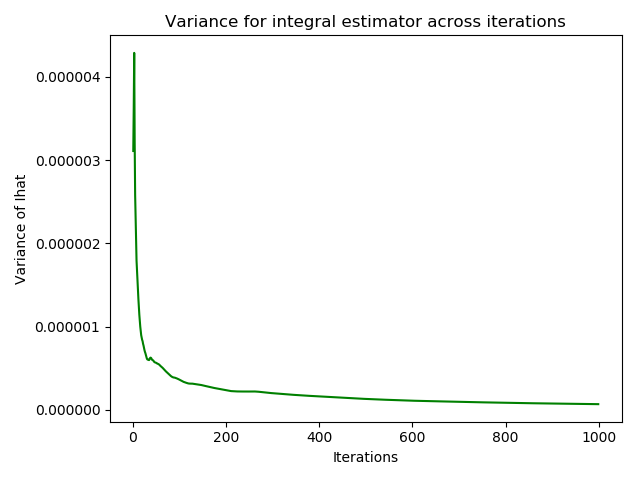 Variance for integral estimator across iterations
0.000004
0.000003
0.000002
0.000001
0.000000
Variance of Ihat
0 200 400 600 800 1000
Iterations